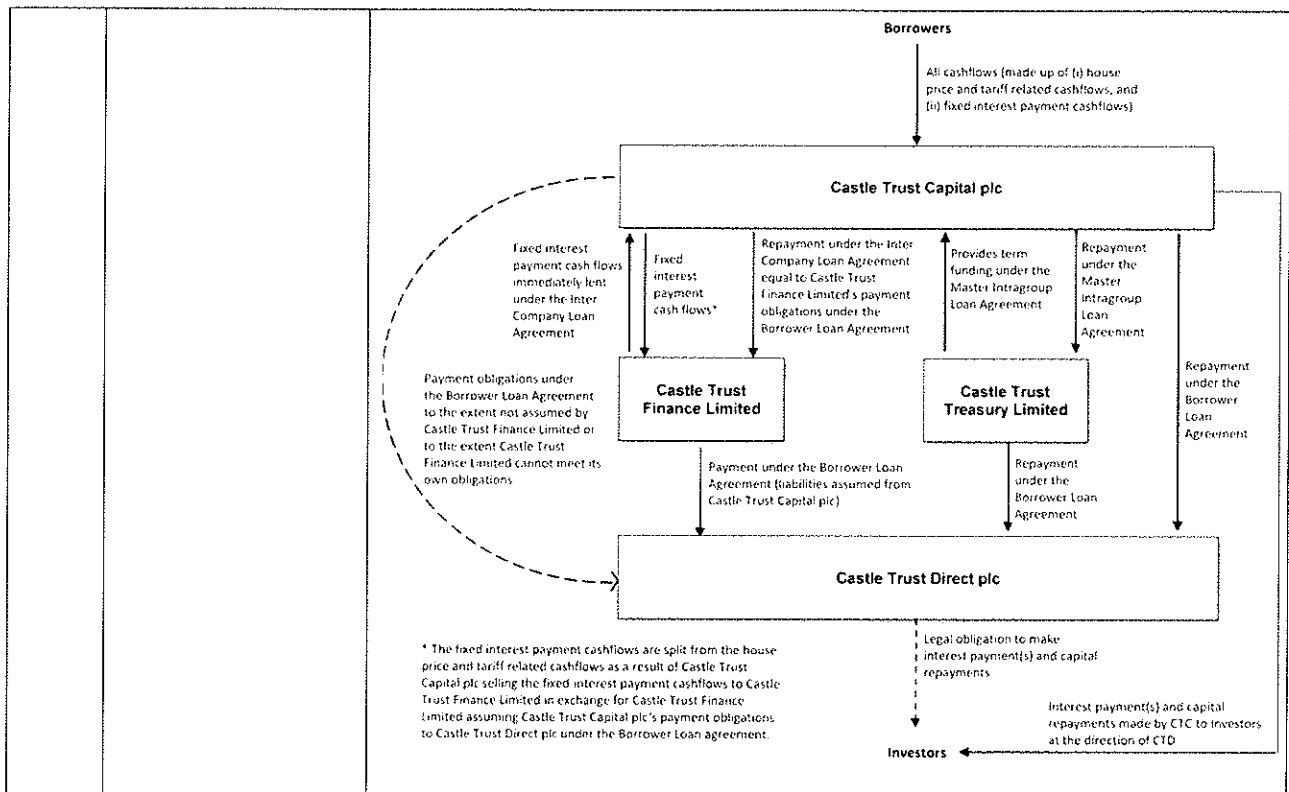 Borrowers
All cashflows (made up of (i) house
price and tariff related cashflows, and
(ii) fixed interest payment cashflows)
Castle Trust Capital plc
Fixed interest
payment cash flows
immediately lent
under the Inter
Company Loan
Agreement
Fixed
interest
payment
cash flows*
Repayment under the Inter
Company Loan Agreement
equal to Castle Trust
Finance Limited's payment
obligations under the
Borrower Loan Agreement
Provides term
funding under the
Master Intragroup
Loan Agreement
Repayment
under the
Master
Intragroup
Loan
Agreement
Repayment
under the
Borrower
Loan
Agreement
Castle Trust
Finance Limited
Castle Trust
Treasury Limited
Payment obligations under
the Borrower Loan Agreement
to the extent not assumed by
Castle Trust Finance Limited or
to the extent Castle Trust
Finance Limited cannot meet its
own obligations
Payment under the Borrower Loan
Agreement (liabilities assumed from
Castle Trust Capital plc)
Repayment
under the
Borrower Loan
Agreement
Castle Trust Direct plc
Legal obligation to make
interest payment(s) and capital
repayments
* The fixed interest payment cashflows are split from the house
price and tariff related cashflows as a result of Castle Trust
Capital plc selling the fixed interest payment cashflows to Castle
Trust Finance Limited in exchange for Castle Trust Finance
Limited assuming Castle Trust Capital plc's payment obligations
to Castle Trust Direct plc under the Borrower Loan agreement.
Interest payment(s) and capital
repayments made by CTC to Investors
at the direction of CTD
Investors